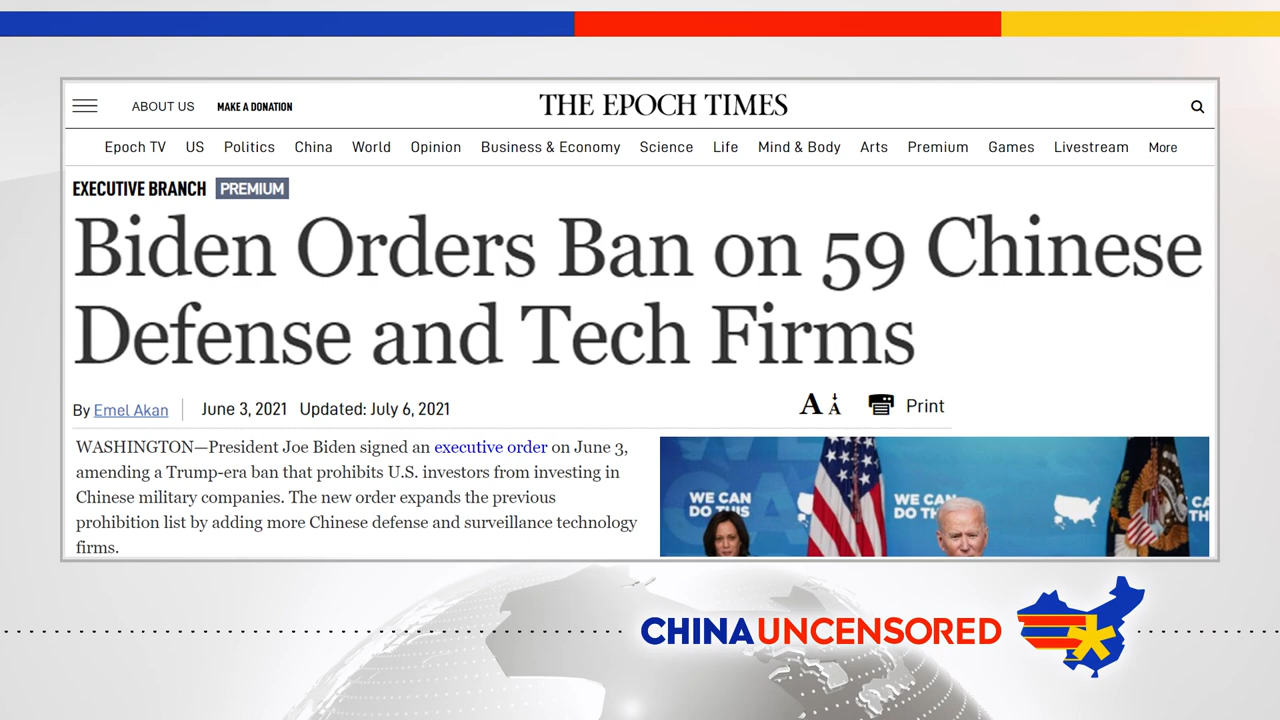 ABOUT US MAKE A DONATION THE EPOCH TIMES
Epoch TV US Politics China World Opinion Business & Economy Science Life Mind & Body Arts Premium Games Livestream More
EXECUTIVE BRANCH PREMIUM
Biden Orders Ban on 59 Chinese
Defense and Tech Firms
By Emel Akan June 3, 2021 Updated: July 6, 2021 A A Print
WASHINGTON—President Joe Biden signed an executive order on June 3,
amending a Trump-era ban that prohibits U.S. investors from investing in
Chinese military companies. The new order expands the previous
prohibition list by adding more Chinese defense and surveillance technology
firms.
WE CAN
DO THIS
WE CAN
DO TH
CA
TH
CHINA UNCENSORED